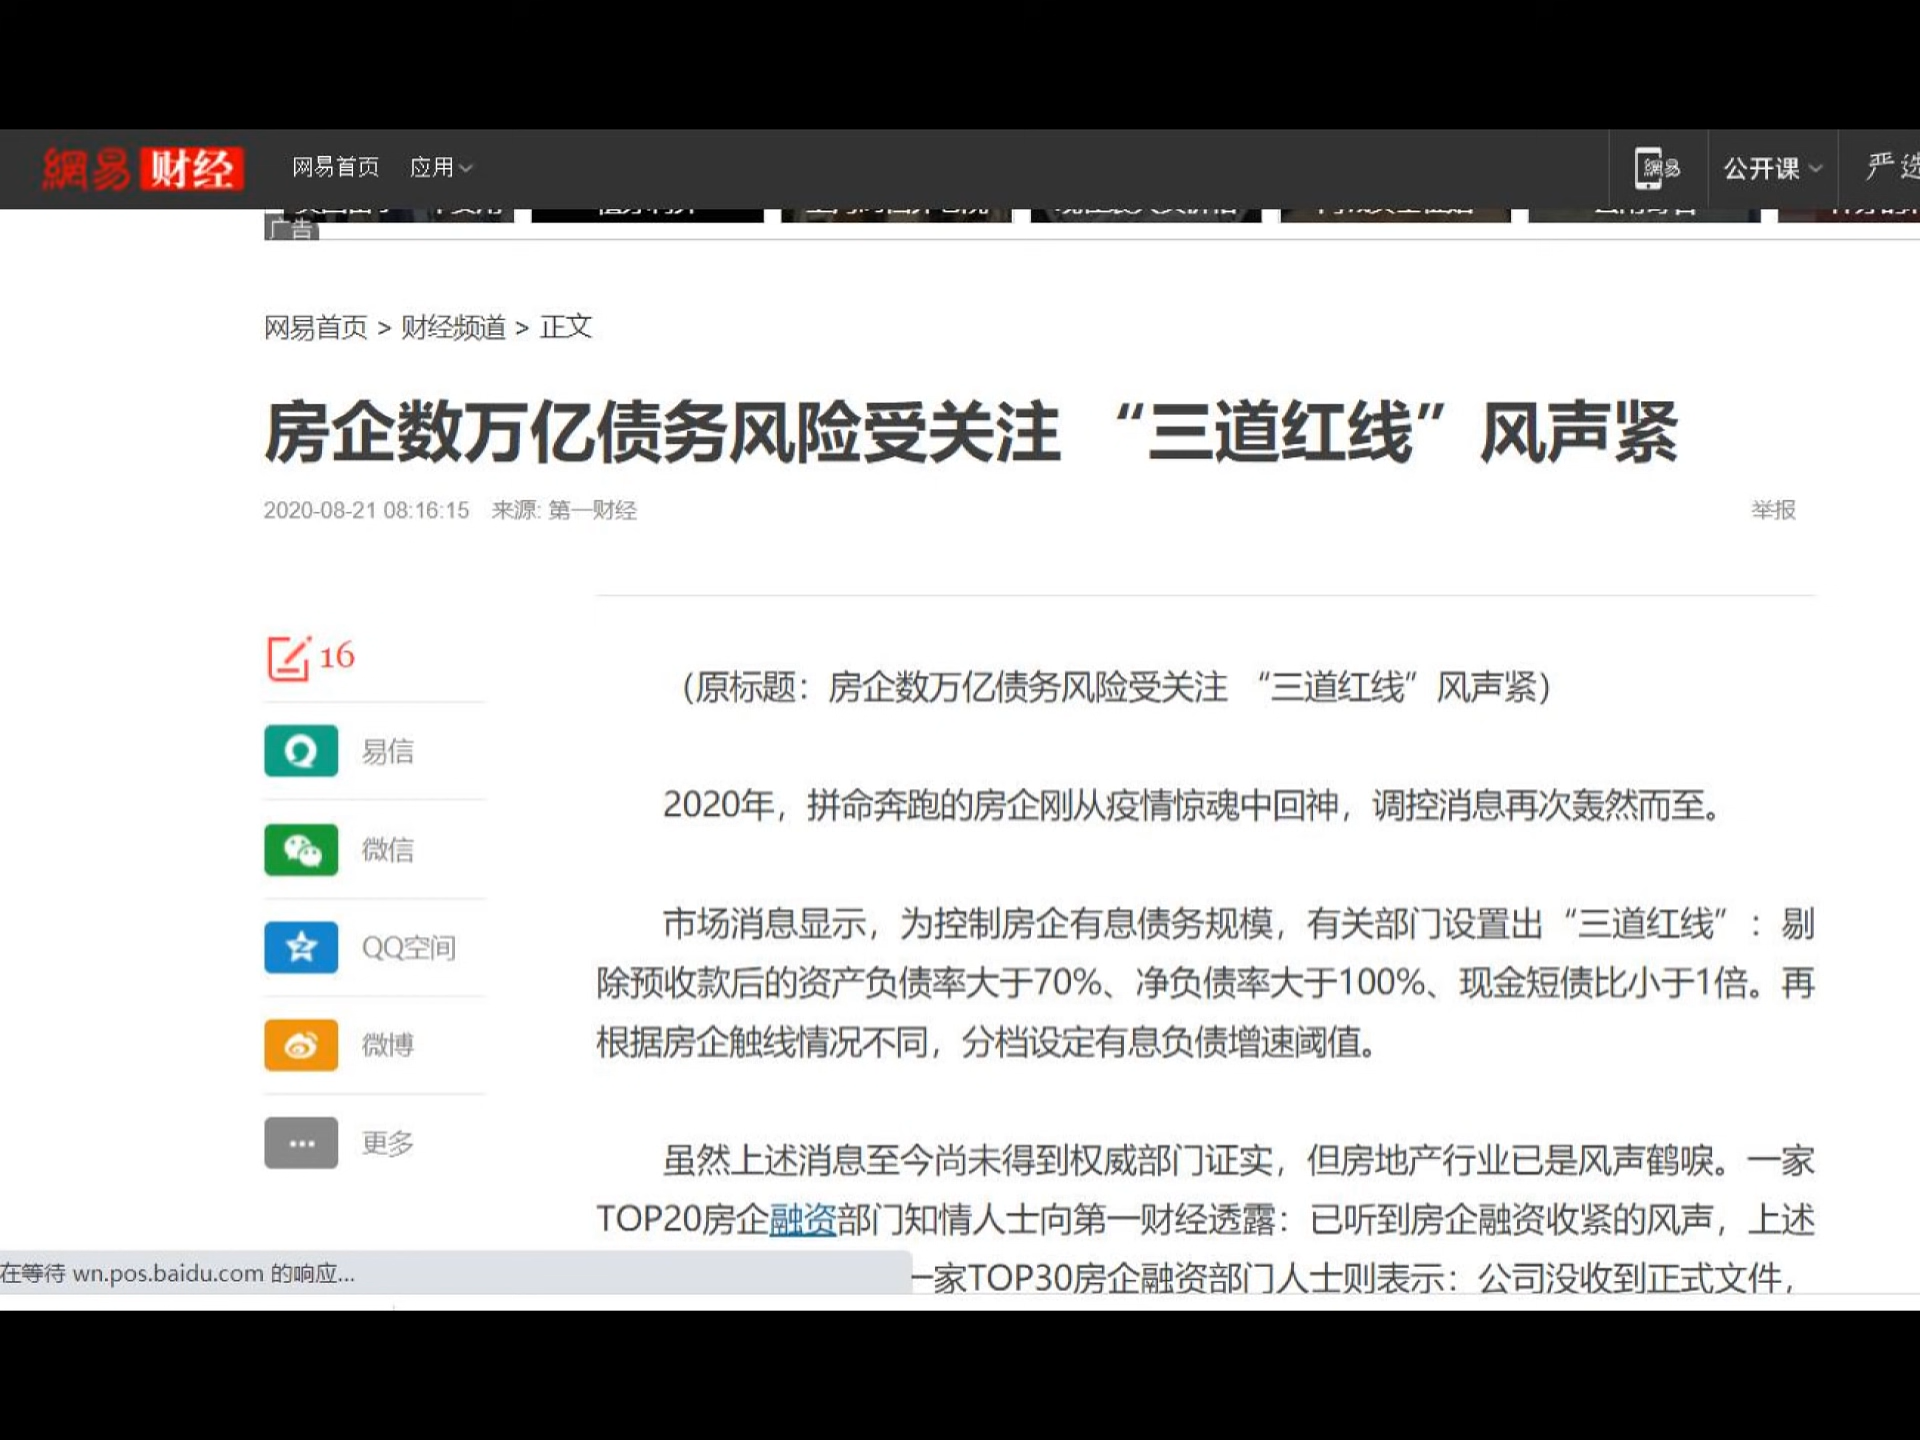 網易 财经 网易首页 应用 網易 公开课 严选
广告
网易首页 > 财经频道 > 正文
房企数万亿债务风险受关注 “三道红线”风声紧
2020-08-21 08:16:15 来源: 第一财经 举报
16
易信
微信
QQ空间
微博
更多
（原标题：房企数万亿债务风险受关注 “三道红线”风声紧）
2020年，拼命奔跑的房企刚从疫情惊魂中回神，调控消息再次轰然而至。
市场消息显示，为控制房企有息债务规模，有关部门设置出“三道红线”：剔
除预收款后的资产负债率大于70%、净负债率大于100%、现金短债比小于1倍。再
根据房企触线情况不同，分档设定有息负债增速阈值。
虽然上述消息至今尚未得到权威部门证实，但房地产行业已是风声鹤唳。一家
TOP20房企融资部门知情人士向第一财经透露：已听到房企融资收紧的风声，上述
一家TOP30房企融资部门人士则表示：公司没收到正式文件，
在等待 wn.pos.baidu.com 的响应...